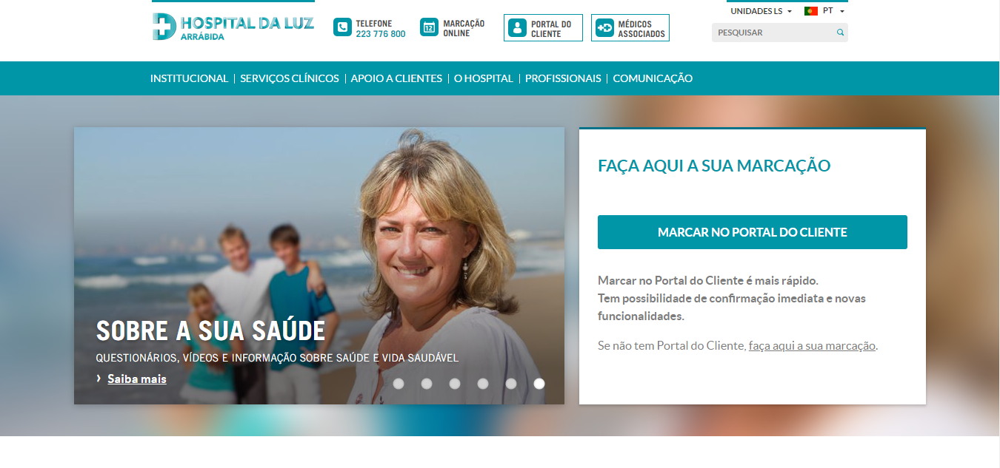 HOSPITAL DA LUZ
ARRÁBIDA
TELEFONE
223 776 800
MARCAÇÃO
ONLINE
12
PORTAL DO
CLIENTE
MÉDICOS
ASSOCIADOS
UNIDADES LS
PT
PESQUISAR
INSTITUCIONAL | SERVIÇOS CLÍNICOS | APOIO A CLIENTES | O HOSPITAL | PROFISSIONAIS | COMUNICAÇÃO
SOBRE A SUA SAÚDE
QUESTIONÁRIOS, VÍDEOS E INFORMAÇÃO SOBRE SAÚDE E VIDA SAUDÁVEL
› Saiba mais
FAÇA AQUI A SUA MARCAÇÃO
MARCAR NO PORTAL DO CLIENTE
Marcar no Portal do Cliente é mais rápido.
Tem possibilidade de confirmação imediata e novas
funcionalidades.
Se não tem Portal do Cliente, faça aqui a sua marcação.